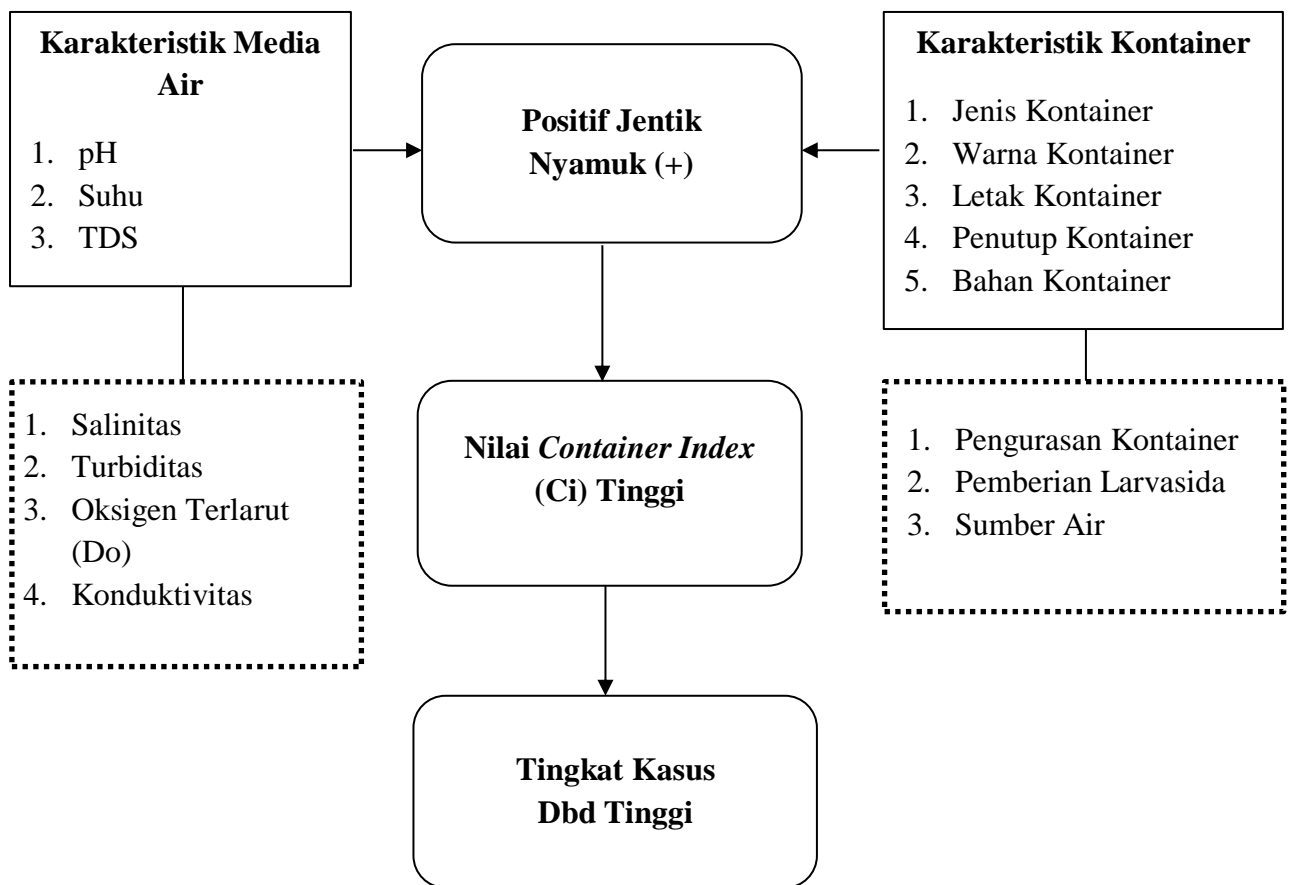 Karakteristik Media
Air
1. pH
2. Suhu
3. TDS
Positif Jentik
Nyamuk (+)
Karakteristik Kontainer
1. Jenis Kontainer
2. Warna Kontainer
3. Letak Kontainer
4. Penutup Kontainer
5. Bahan Kontainer
1. Salinitas
2. Turbiditas
3. Oksigen Terlarut
(Do)
4. Konduktivitas
Nilai Container Index
(Ci) Tinggi
1. Pengurasan Kontainer
2. Pemberian Larvasida
3. Sumber Air
Tingkat Kasus
Dbd Tinggi